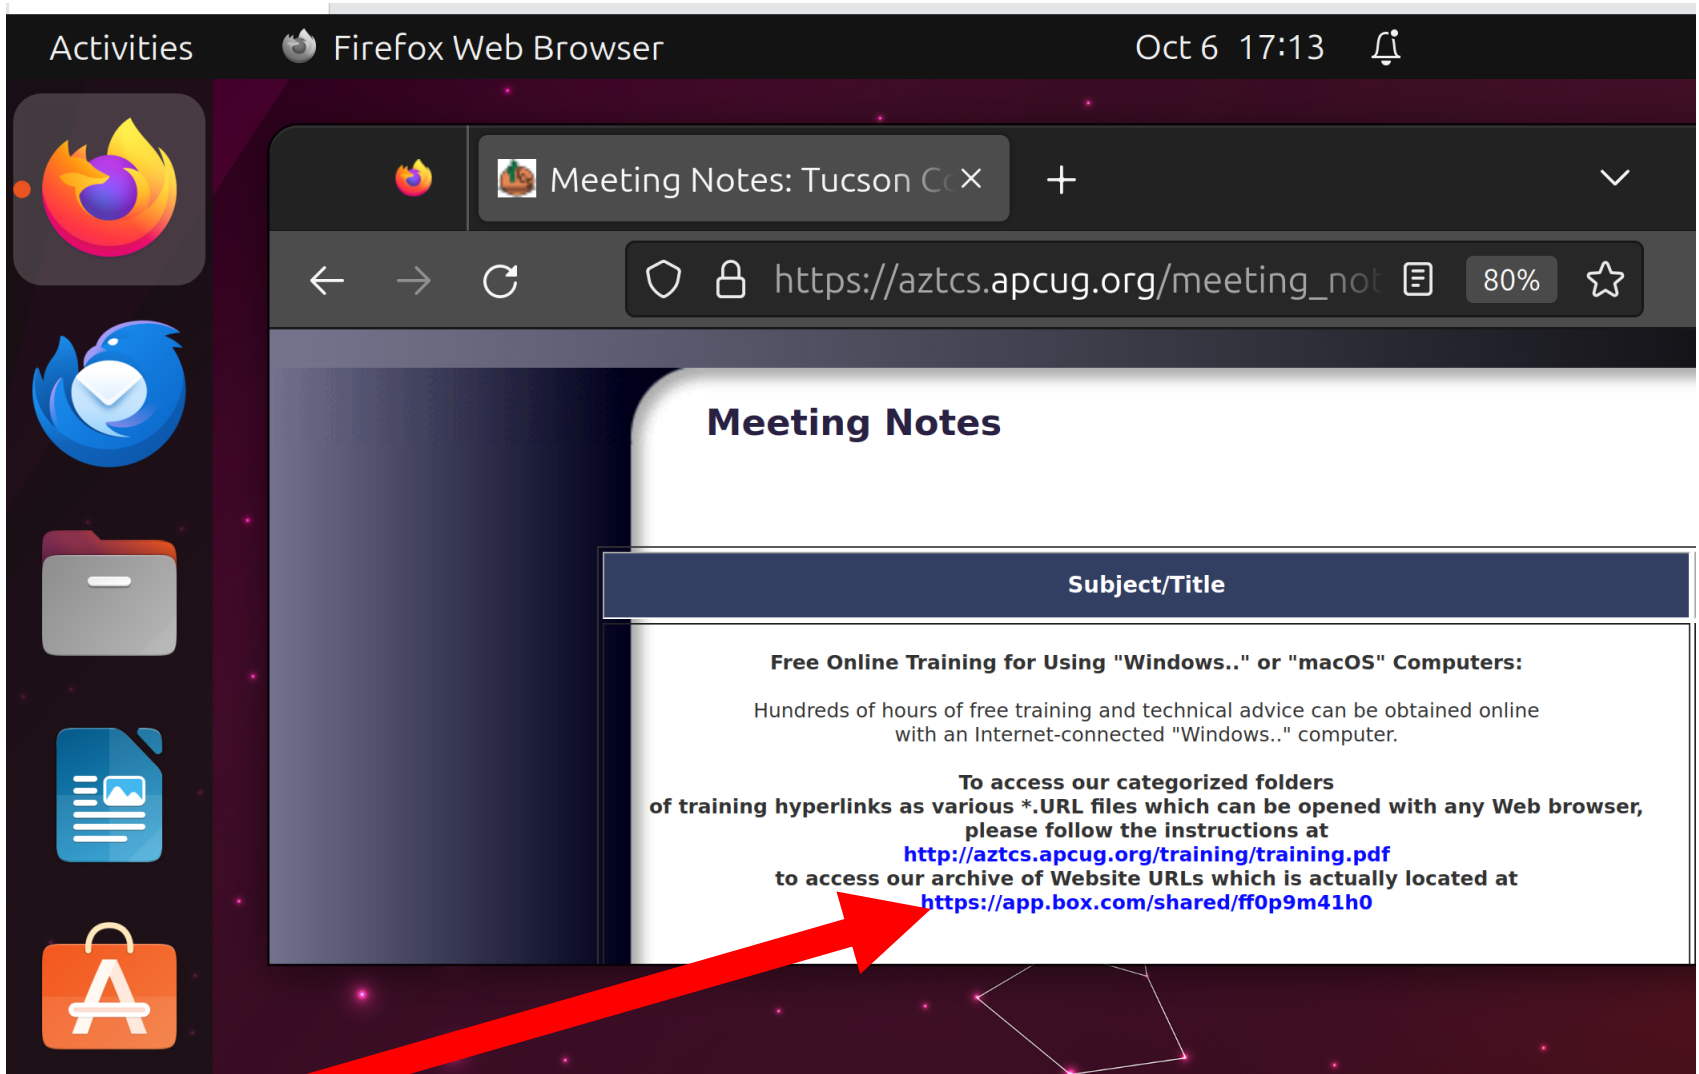 Activities
Firefox Web Browser
Oct 6 17:13
Meeting Notes: Tucson Co
https://aztcs.apcug.org/meeting_not
80%
Meeting Notes
Subject/Title
Free Online Training for Using "Windows.." or "macOS" Computers:
Hundreds of hours of free training and technical advice can be obtained online
with an Internet-connected "Windows.." computer.
To access our categorized folders
of training hyperlinks as various *.URL files which can be opened with any Web browser,
please follow the instructions at
http://aztcs.apcug.org/training/training.pdf
to access our archive of Website URLs which is actually located at
https://app.box.com/shared/ff0p9m41h0